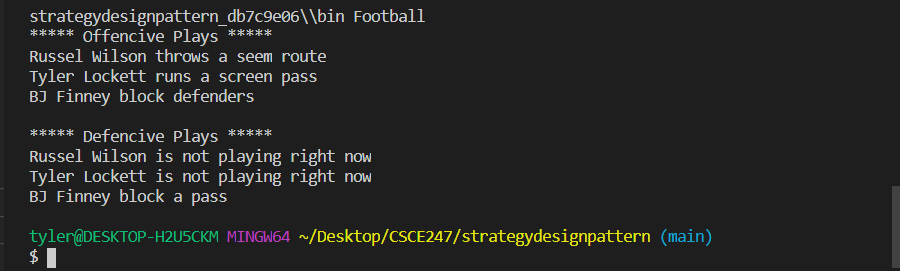 strategydesignpattern_db7c9e06\\bin Football
***** Offencive Plays *****
Russel Wilson throws a seem route
Tyler Lockett runs a screen pass
BJ Finney block defenders
***** Defencive Plays *****
Russel Wilson is not playing right now
Tyler Lockett is not playing right now
BJ Finney block a pass
tyler@DESKTOP-H2U5CKM MINGW64 ~/Desktop/CSCE247/strategydesignpattern (main)
$